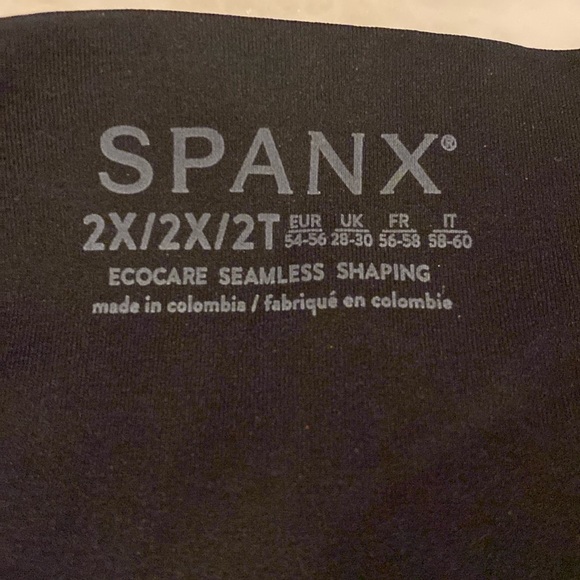 SPANX®
2X/2X/2T EUR 54-56 UK 28-30 FR 56-58 IT 58-60
ECOCARE SEAMLESS SHAPING
made in colombia / fabriqué en colombie